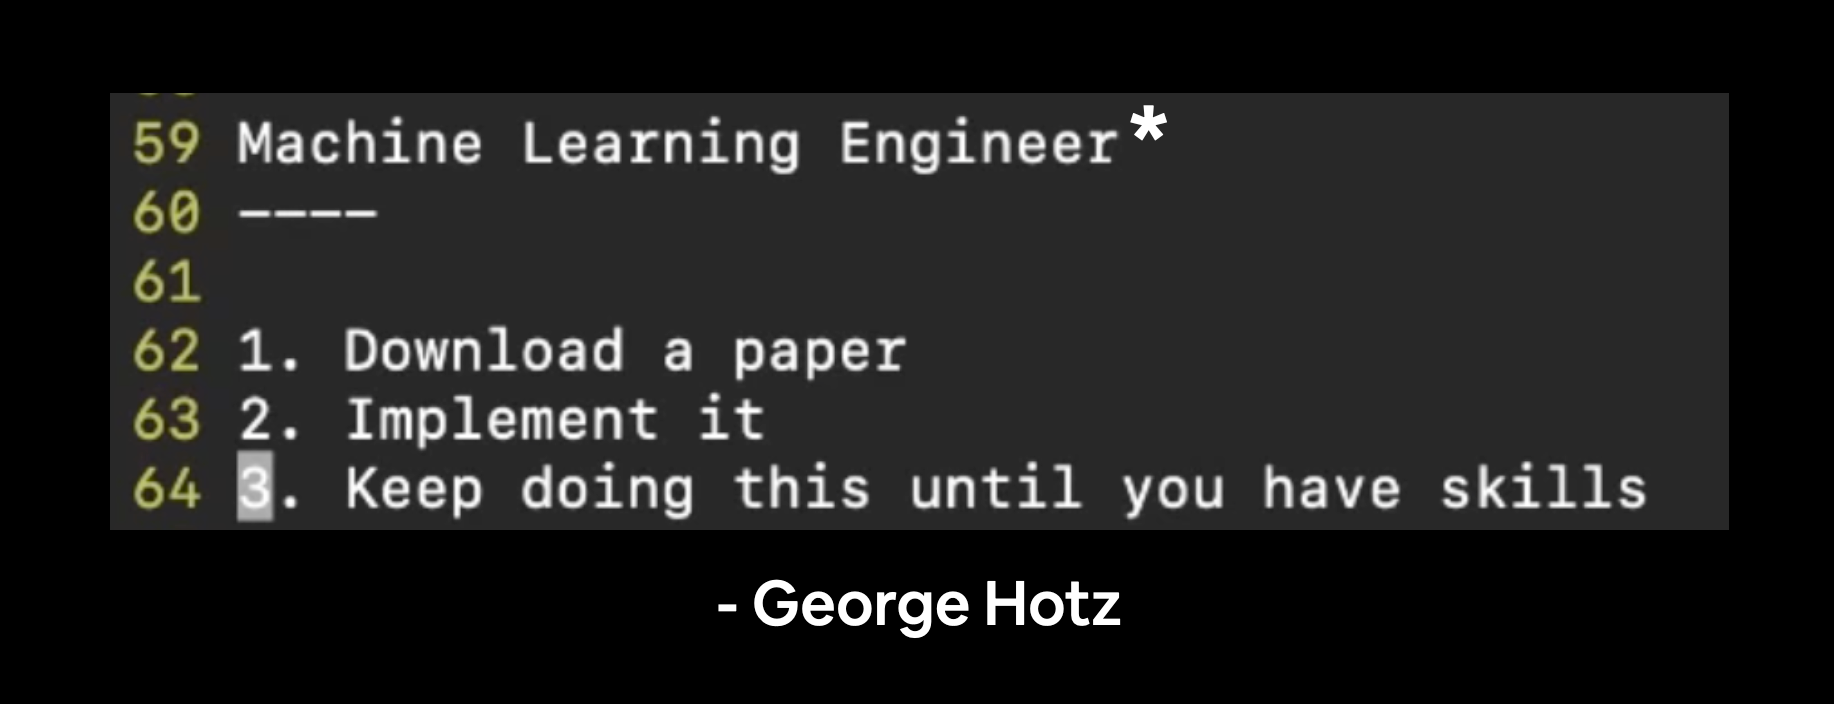 59 Machine Learning Engineer*
60 ----
61
62 1. Download a paper
63 2. Implement it
64 3. Keep doing this until you have skills
- George Hotz